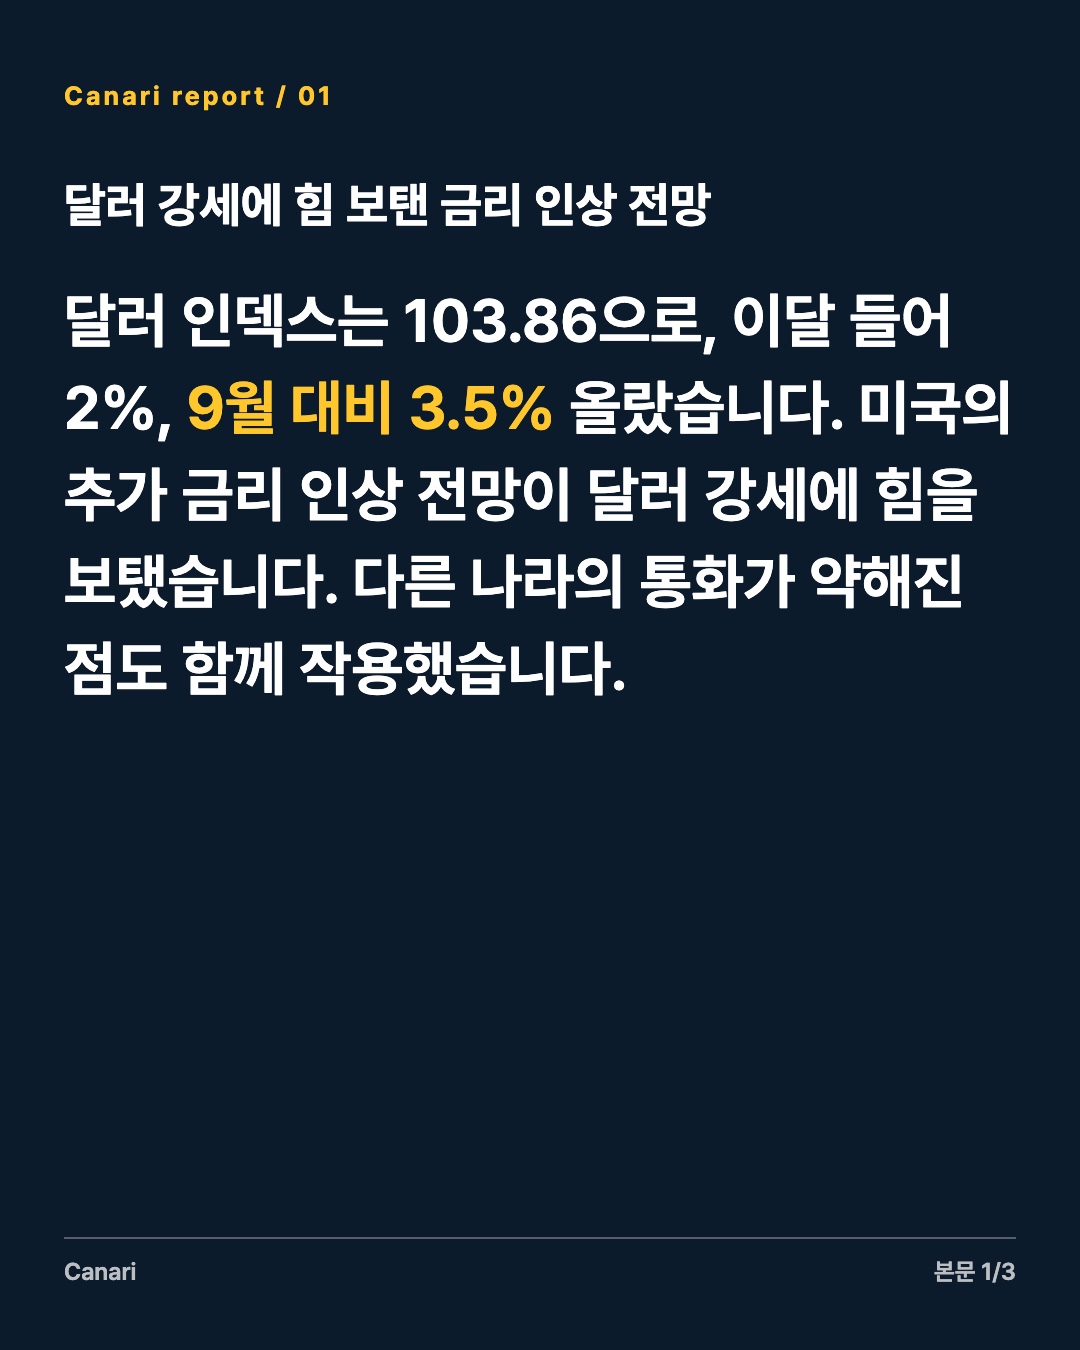 Canari report / 01
달러 강세에 힘 보탠 금리 인상 전망
달러 인덱스는 103.86으로, 이달 들어
2%, 9월 대비 3.5% 올랐습니다. 미국의
추가 금리 인상 전망이 달러 강세에 힘을
보탰습니다. 다른 나라의 통화가 약해진
점도 함께 작용했습니다.
Canari
본문 1/3